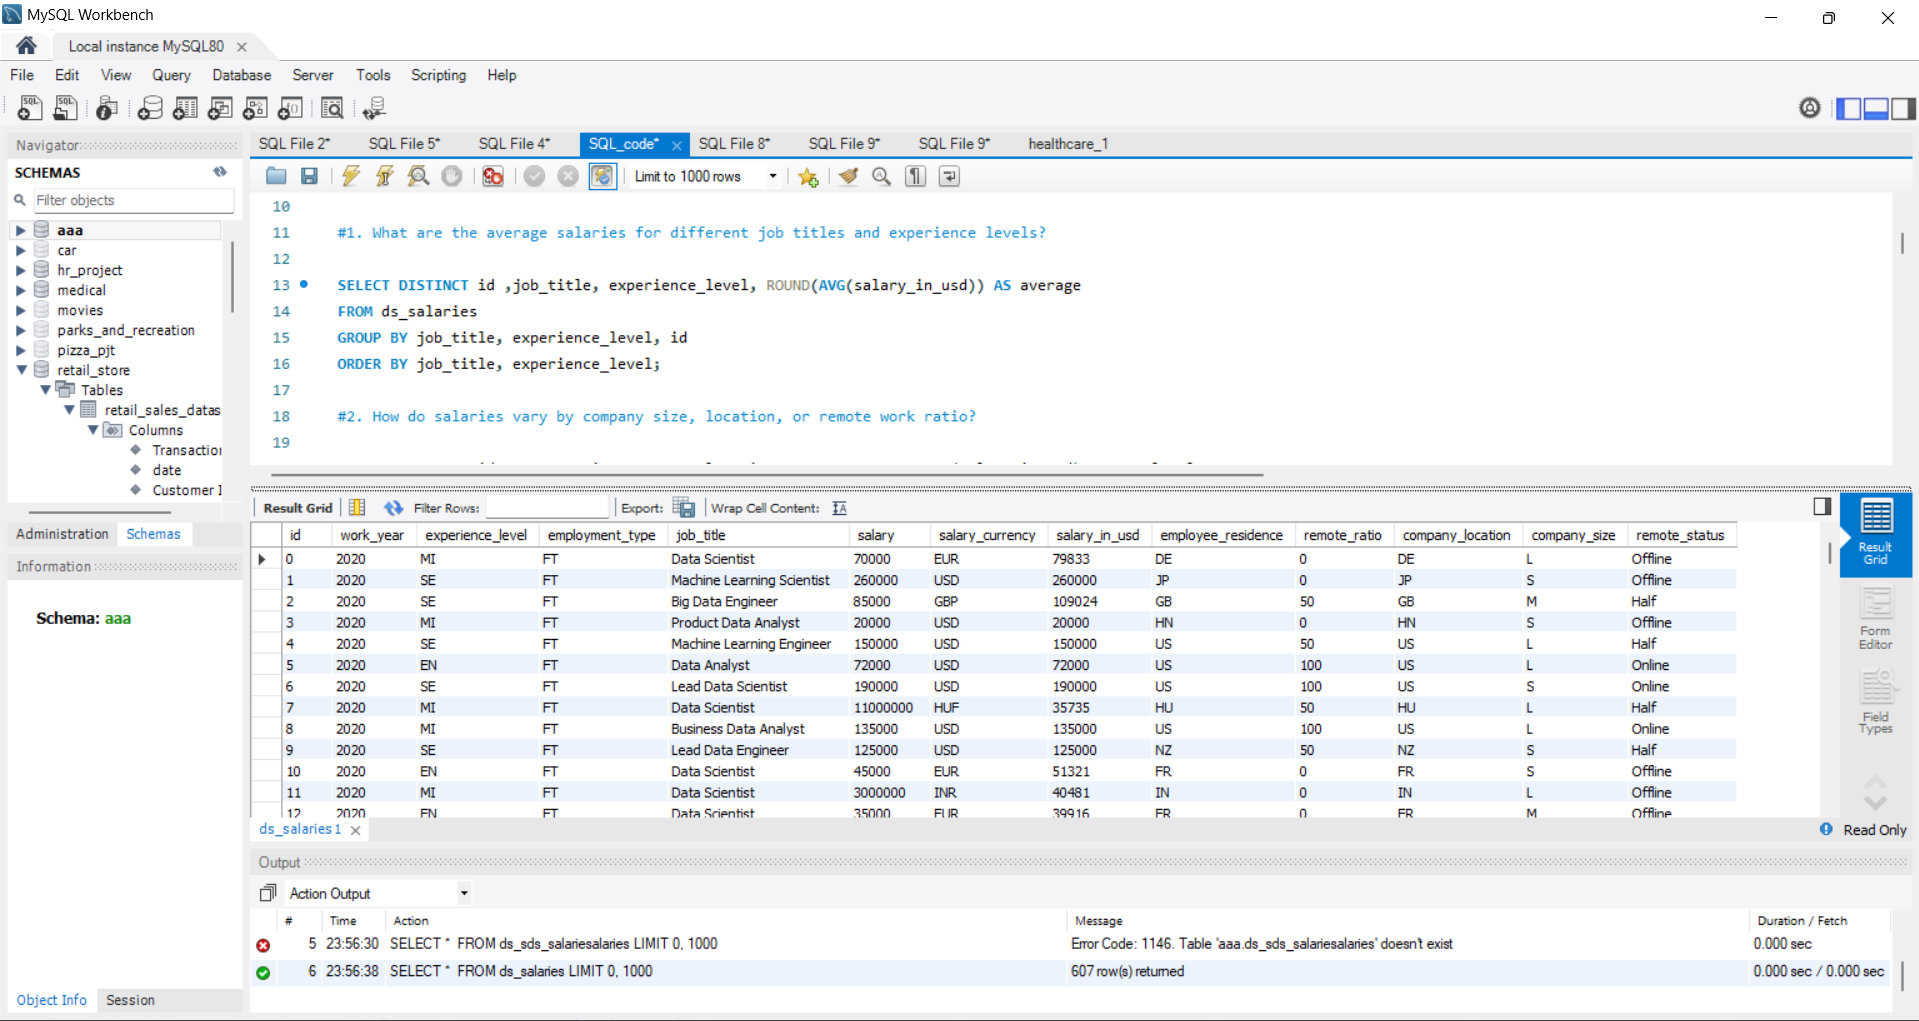 MySQL Workbench
Local instance MySQL80
File Edit View Query Database Server Tools Scripting Help
Navigator
SCHEMAS
Filter objects
aaa
car
hr_project
medical
movies
parks_and_recreation
pizza_pjt
retail_store
Tables
retail_sales_datas
Columns
Transaction
date
Customer I
Administration Schemas
Information
Schema: aaa
Object Info Session
SQL File 2* SQL File 5* SQL File 4* SQL_code* SQL File 8* SQL File 9* SQL File 9* healthcare_1
Limit to 1000 rows
10
11 #1. What are the average salaries for different job titles and experience levels?
12
13 SELECT DISTINCT id ,job_title, experience_level, ROUND(AVG(salary_in_usd)) AS average
14 FROM ds_salaries
15 GROUP BY job_title, experience_level, id
16 ORDER BY job_title, experience_level;
17
18 #2. How do salaries vary by company size, location, or remote work ratio?
19
Result Grid Filter Rows: Export: Wrap Cell Content:
id work_year experience_level employment_type job_title salary salary_currency salary_in_usd employee_residence remote_ratio company_location company_size remote_status
0 2020 MI FT Data Scientist 70000 EUR 79833 DE 0 DE L Offline
1 2020 SE FT Machine Learning Scientist 260000 USD 260000 JP 0 JP S Offline
2 2020 SE FT Big Data Engineer 85000 GBP 109024 GB 50 GB M Half
3 2020 MI FT Product Data Analyst 20000 USD 20000 HN 0 HN S Offline
4 2020 SE FT Machine Learning Engineer 150000 USD 150000 US 50 US L Half
5 2020 EN FT Data Analyst 72000 USD 72000 US 100 US L Online
6 2020 SE FT Lead Data Scientist 190000 USD 190000 US 100 US S Online
7 2020 MI FT Data Scientist 11000000 HUF 35735 HU 50 HU L Half
8 2020 MI FT Business Data Analyst 135000 USD 135000 US 100 US L Online
9 2020 SE FT Lead Data Engineer 125000 USD 125000 NZ 50 NZ S Half
10 2020 EN FT Data Scientist 45000 EUR 51321 FR 0 FR S Offline
11 2020 MI FT Data Scientist 3000000 INR 40481 IN 0 IN L Offline
12 2020 EN FT Data Scientist 35000 EUR 39916 FR 0 FR M Offline
Result Grid
Form Editor
Field Types
ds_salaries 1
Read Only
Output
Action Output
# Time Action Message Duration / Fetch
5 23:56:30 SELECT * FROM ds_sds_salariesalaries LIMIT 0, 1000 Error Code: 1146. Table 'aaa.ds_sds_salariesalaries' doesn't exist 0.000 sec
6 23:56:38 SELECT * FROM ds_salaries LIMIT 0, 1000 607 row(s) returned 0.000 sec / 0.000 sec